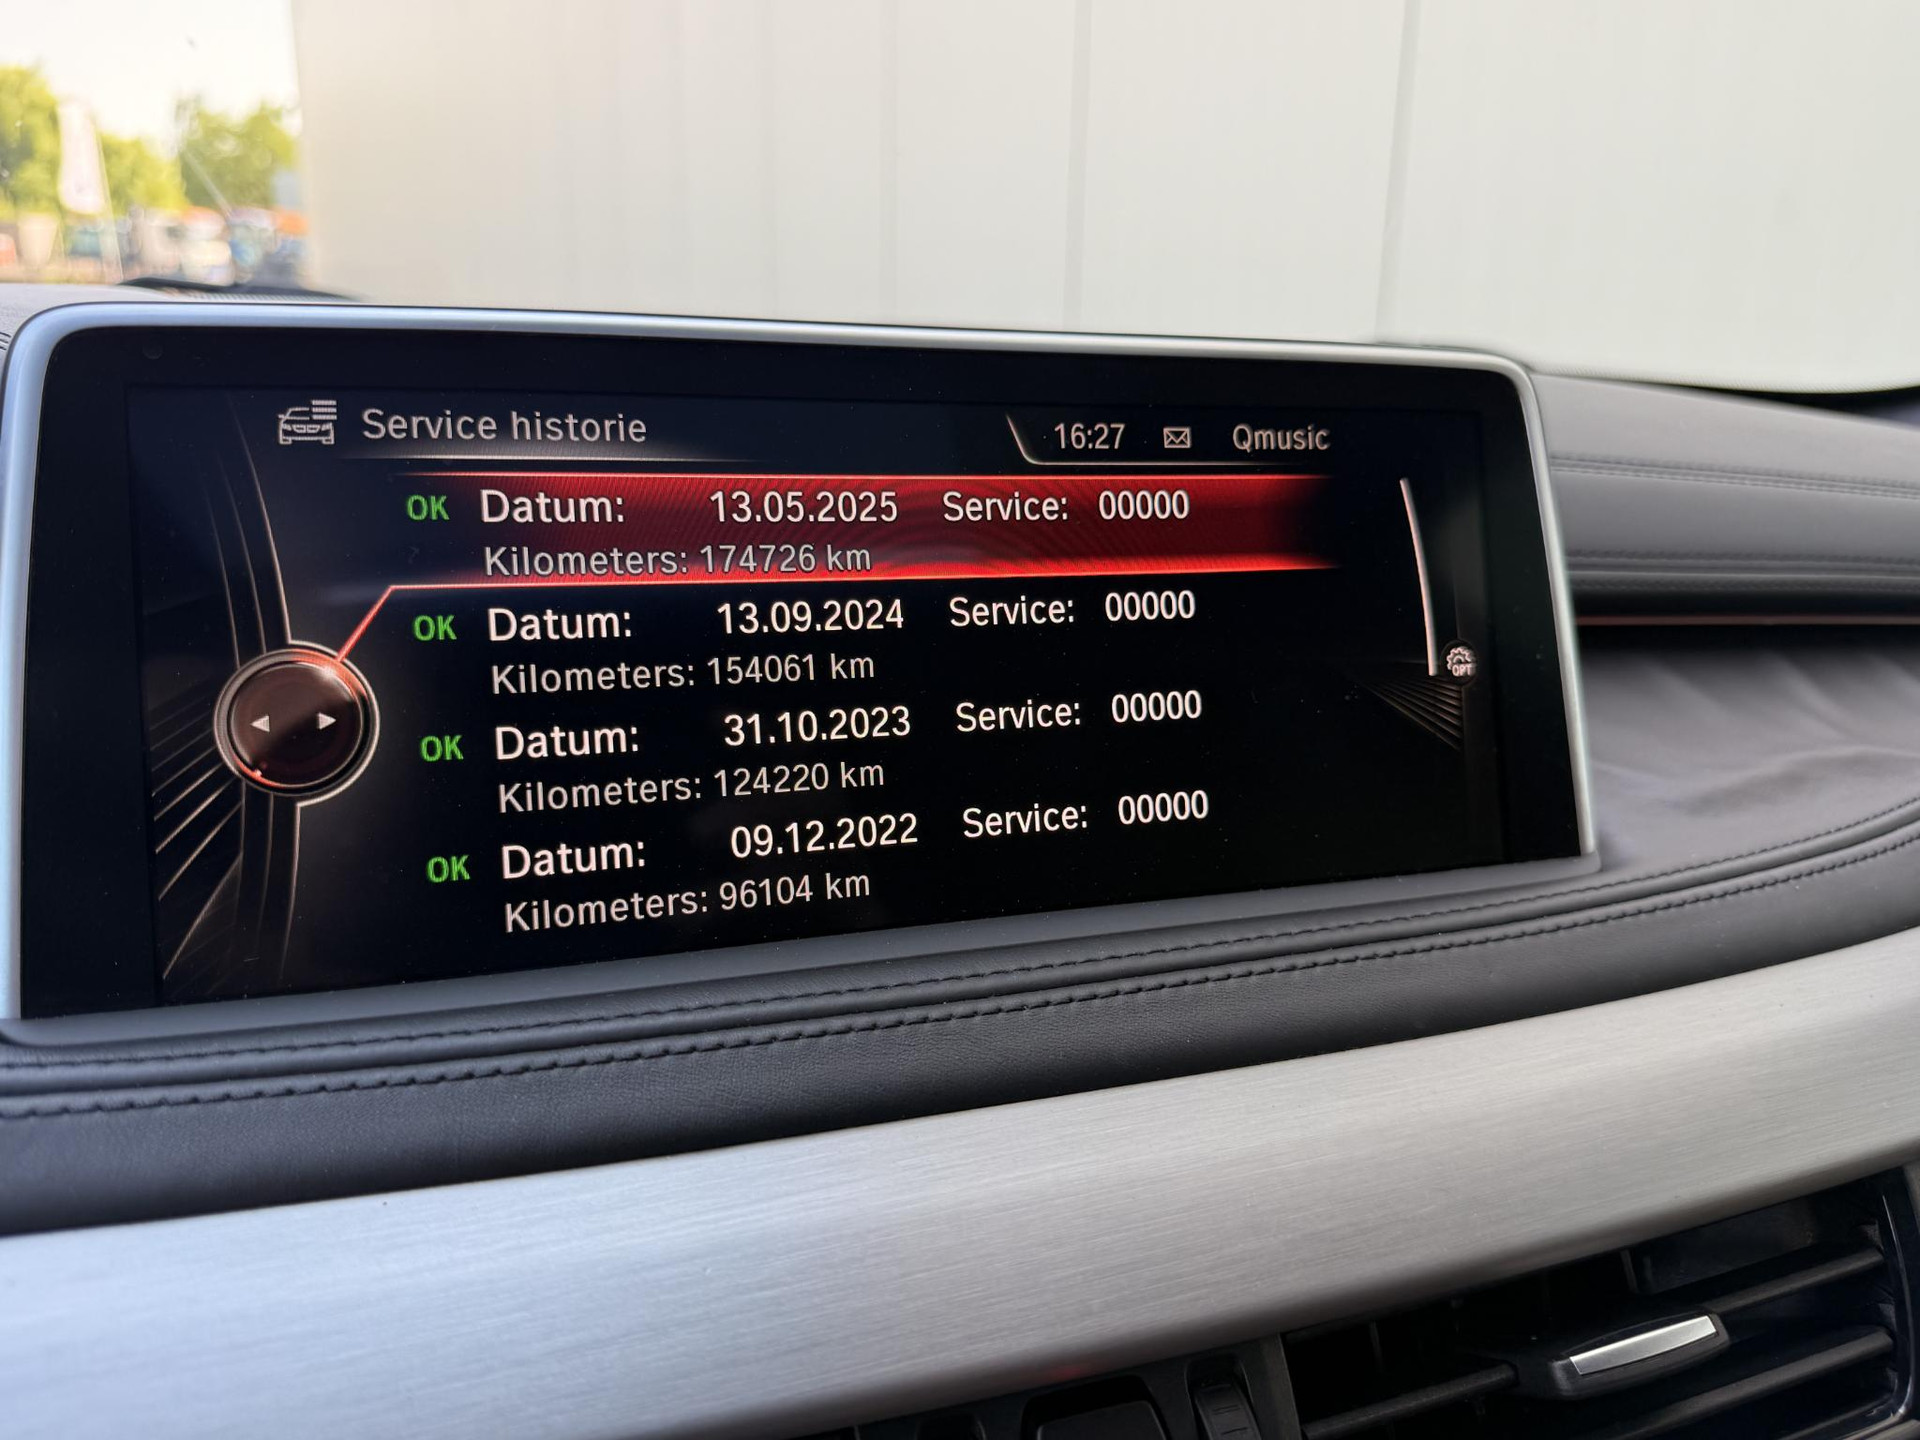 Service historie 16:27 Qmusic
OK Datum: 13.05.2025 Service: 00000
Kilometers: 174726 km
OK Datum: 13.09.2024 Service: 00000
Kilometers: 154061 km
OK Datum: 31.10.2023 Service: 00000
Kilometers: 124220 km
OK Datum: 09.12.2022 Service: 00000
Kilometers: 96104 km
OPT